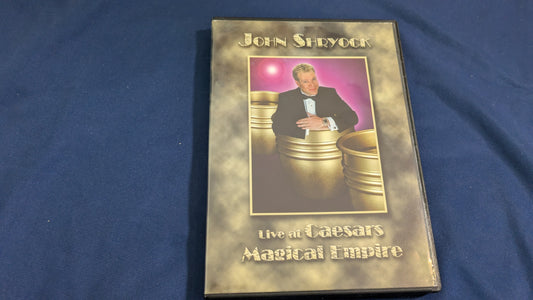 John Shryock
Live at Caesars
Magical Empire